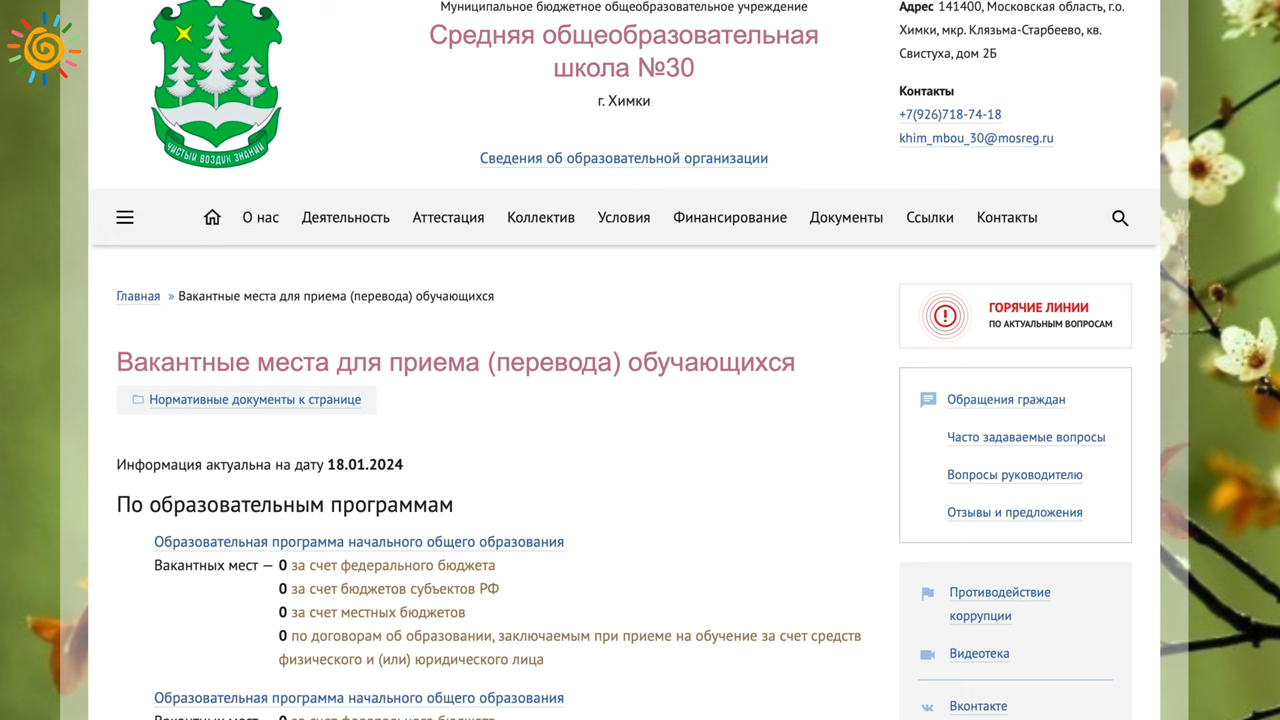 Муниципальное бюджетное общеобразовательное учреждение
Средняя общеобразовательная
школа №30
г. Химки
Сведения об образовательной организации
ЧИСТЫЙ ВОЗДУХ ЗНАНИЙ
Адрес 141400, Московская область, г.о.
Химки, мкр. Клязьма-Старбеево, кв.
Свистуха, дом 2Б
Контакты
+7(926)718-74-18
khim_mbou_30@mosreg.ru
О нас Деятельность Аттестация Коллектив Условия Финансирование Документы Ссылки Контакты
Главная » Вакантные места для приема (перевода) обучающихся
Вакантные места для приема (перевода) обучающихся
Нормативные документы к странице
Информация актуальна на дату 18.01.2024
По образовательным программам
Образовательная программа начального общего образования
Вакантных мест — 0 за счет федерального бюджета
0 за счет бюджетов субъектов РФ
0 за счет местных бюджетов
0 по договорам об образовании, заключаемым при приеме на обучение за счет средств
физического и (или) юридического лица
Образовательная программа начального общего образования
Вакантных мест — 0 за счет федерального бюджета
ГОРЯЧИЕ ЛИНИИ
ПО АКТУАЛЬНЫМ ВОПРОСАМ
Обращения граждан
Часто задаваемые вопросы
Вопросы руководителю
Отзывы и предложения
Противодействие
коррупции
Видеотека
Вконтакте